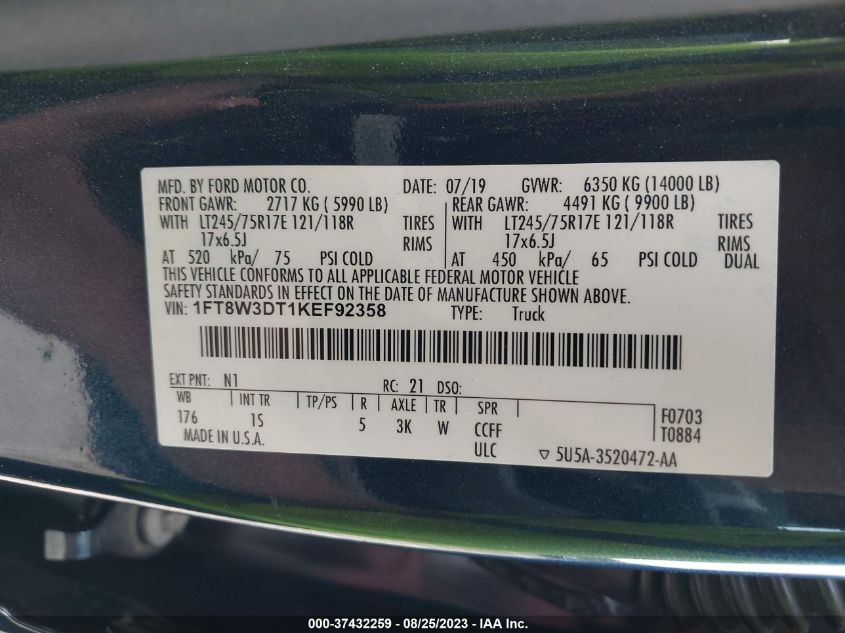 MFD. BY FORD MOTOR CO. DATE: 07/19 GVWR: 6350 KG (14000 LB)
FRONT GAWR: 2717 KG ( 5990 LB) REAR GAWR: 4491 KG ( 9900 LB)
WITH LT245/75R17E 121/118R TIRES WITH LT245/75R17E 121/118R TIRES
17x6.5J RIMS 17x6.5J RIMS
AT 520 kPa/ 75 PSI COLD AT 450 kPa/ 65 PSI COLD DUAL
THIS VEHICLE CONFORMS TO ALL APPLICABLE FEDERAL MOTOR VEHICLE
SAFETY STANDARDS IN EFFECT ON THE DATE OF MANUFACTURE SHOWN ABOVE.
VIN: 1FT8W3DT1KEF92358 TYPE: Truck
EXT PNT: N1 RC: 21 DSO:
WB INT TR TP/PS R AXLE TR SPR
176 1S 5 3K W CCFF F0703
ULC T0884
MADE IN U.S.A. ▽ 5U5A-3520472-AA
000-37432259 - 08/25/2023 - IAA Inc.